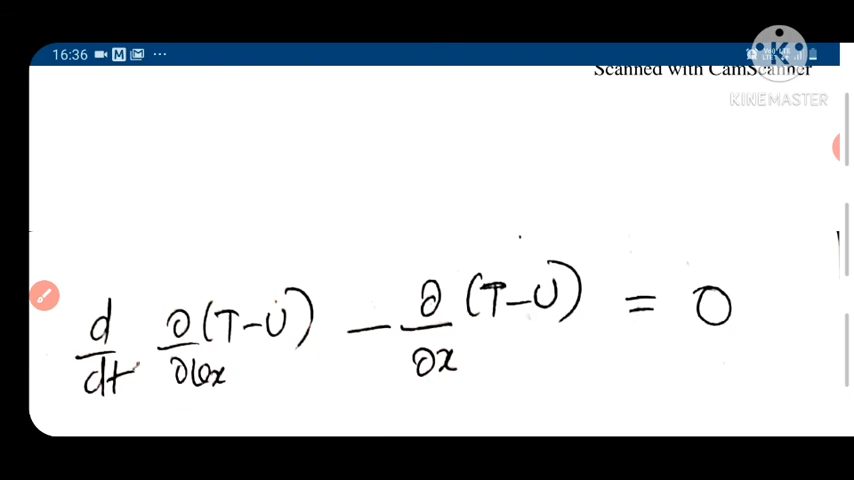 16:36 M ...
Scanned with CamScanner
KINEMASTER
d/dt ∂(T-U)/∂ẋ - ∂/∂x (T-U) = 0